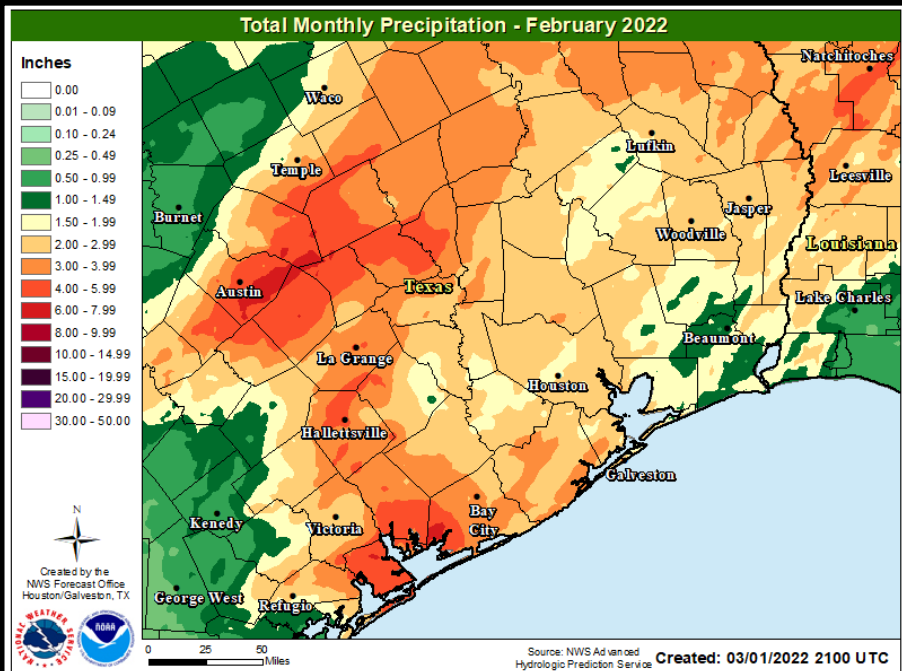 Total Monthly Precipitation - February 2022
Inches
0.00
0.01 - 0.09
0.10 - 0.24
0.25 - 0.49
0.50 - 0.99
1.00 - 1.49
1.50 - 1.99
2.00 - 2.99
3.00 - 3.99
4.00 - 5.99
6.00 - 7.99
8.00 - 9.99
10.00 - 14.99
15.00 - 19.99
20.00 - 29.99
30.00 - 50.00
Natchitoches
Waco
Lufkin
Temple
Leesville
Burnet
Jasper
Woodville
Louisiana
Austin
Texas
Lake Charles
Beaumont
La Grange
Houston
Hallettsville
Galveston
Bay
City
Kenedy
Victoria
George West
Refugio
N
Created by the
NWS Forecast Office
Houston/Galveston, TX
NATIONAL WEATHER SERVICE
NOAA
0 25 50
Miles
Source: NWS Advanced
Hydrologic Prediction Service
Created: 03/01/2022 2100 UTC